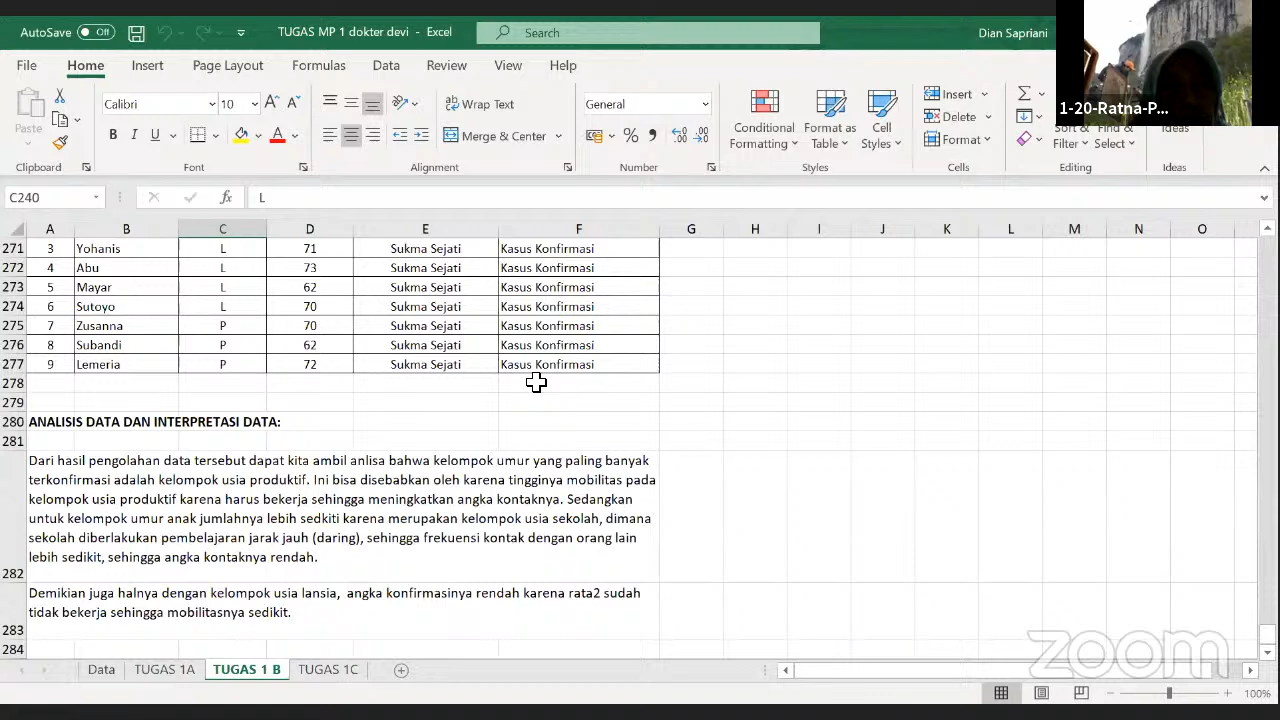 AutoSave Off TUGAS MP 1 dokter devi - Excel Search Dian Sapriani
1-20-Ratna-P...
File Home Insert Page Layout Formulas Data Review View Help
Paste Calibri 10 Wrap Text General Conditional Formatting Format as Table Cell Styles Insert
B I U Merge & Center Delete
Format Sort & Filter Find & Select Ideas
Clipboard Font Alignment Number Styles Cells Editing Ideas
C240 fx L
A B C D E F G H I J K L M N O
271 3 Yohanis L 71 Sukma Sejati Kasus Konfirmasi
272 4 Abu L 73 Sukma Sejati Kasus Konfirmasi
273 5 Mayar L 62 Sukma Sejati Kasus Konfirmasi
274 6 Sutoyo L 70 Sukma Sejati Kasus Konfirmasi
275 7 Zusanna P 70 Sukma Sejati Kasus Konfirmasi
276 8 Subandi P 62 Sukma Sejati Kasus Konfirmasi
277 9 Lemeria P 72 Sukma Sejati Kasus Konfirmasi
278
279
280 ANALISIS DATA DAN INTERPRETASI DATA:
281
Dari hasil pengolahan data tersebut dapat kita ambil anlisa bahwa kelompok umur yang paling banyak
terkonfirmasi adalah kelompok usia produktif. Ini bisa disebabkan oleh karena tingginya mobilitas pada
kelompok usia produktif karena harus bekerja sehingga meningkatkan angka kontaknya. Sedangkan
untuk kelompok umur anak jumlahnya lebih sedkiti karena merupakan kelompok usia sekolah, dimana
sekolah diberlakukan pembelajaran jarak jauh (daring), sehingga frekuensi kontak dengan orang lain
lebih sedikit, sehingga angka kontaknya rendah.
282
Demikian juga halnya dengan kelompok usia lansia, angka konfirmasinya rendah karena rata2 sudah
tidak bekerja sehingga mobilitasnya sedikit.
283
284
zoom
Data TUGAS 1A TUGAS 1 B TUGAS 1C
100%